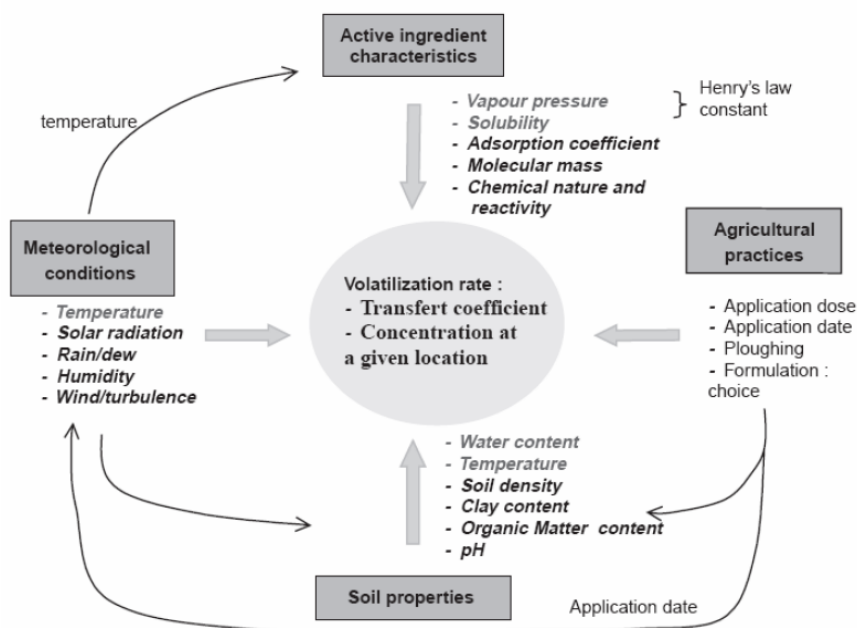 Active ingredient
characteristics
temperature
- Vapour pressure
- Solubility
- Adsorption coefficient
- Molecular mass
- Chemical nature and
reactivity
Henry's law
constant
Meteorological
conditions
- Temperature
- Solar radiation
- Rain/dew
- Humidity
- Wind/turbulence
Volatilization rate :
- Transfert coefficient
- Concentration at
a given location
Agricultural
practices
- Application dose
- Application date
- Ploughing
- Formulation :
choice
- Water content
- Temperature
- Soil density
- Clay content
- Organic Matter content
- pH
Soil properties
Application date